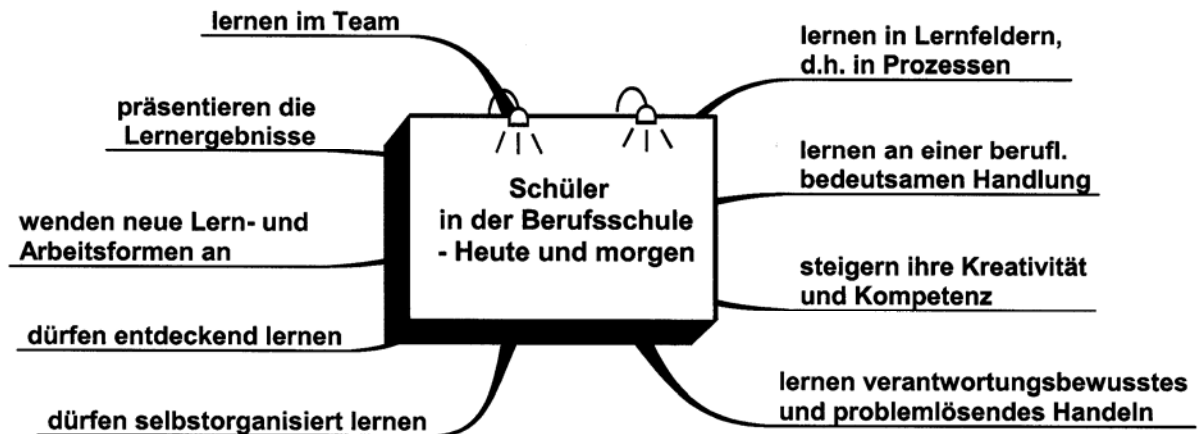 lernen im Team
präsentieren die
Lernergebnisse
wenden neue Lern- und
Arbeitsformen an
dürfen entdeckend lernen
dürfen selbstorganisiert lernen
Schüler
in der Berufsschule
- Heute und morgen
lernen in Lernfeldern,
d.h. in Prozessen
lernen an einer berufl.
bedeutsamen Handlung
steigern ihre Kreativität
und Kompetenz
lernen verantwortungsbewusstes
und problemlösendes Handeln